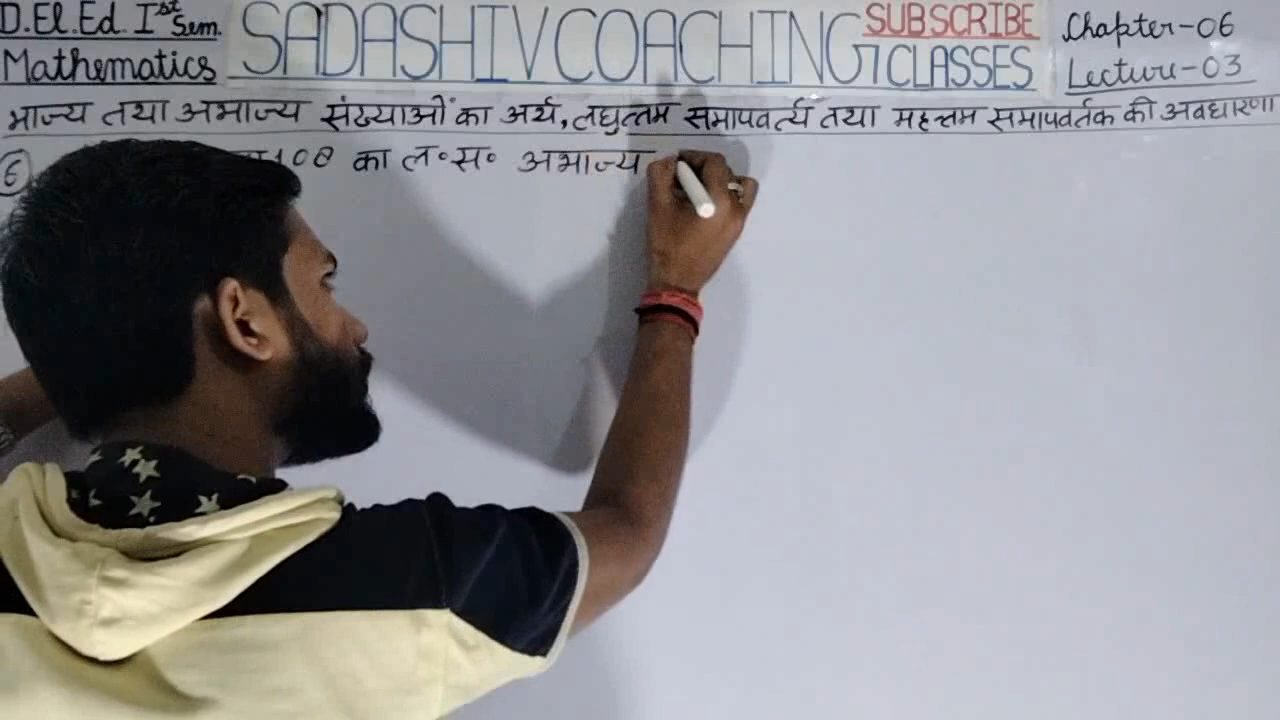 D.El.Ed. Ist Sem.
Mathematics
SADASHIV COACHING CLASSES
SUBSCRIBE
Chapter-06
Lecture-03
भाज्य तथा अभाज्य संख्याओं का अर्थ, लघुत्तम समापवर्त्य तथा महत्तम समापवर्तक की अवधारणा
6 108 का ल॰स॰ अभाज्य